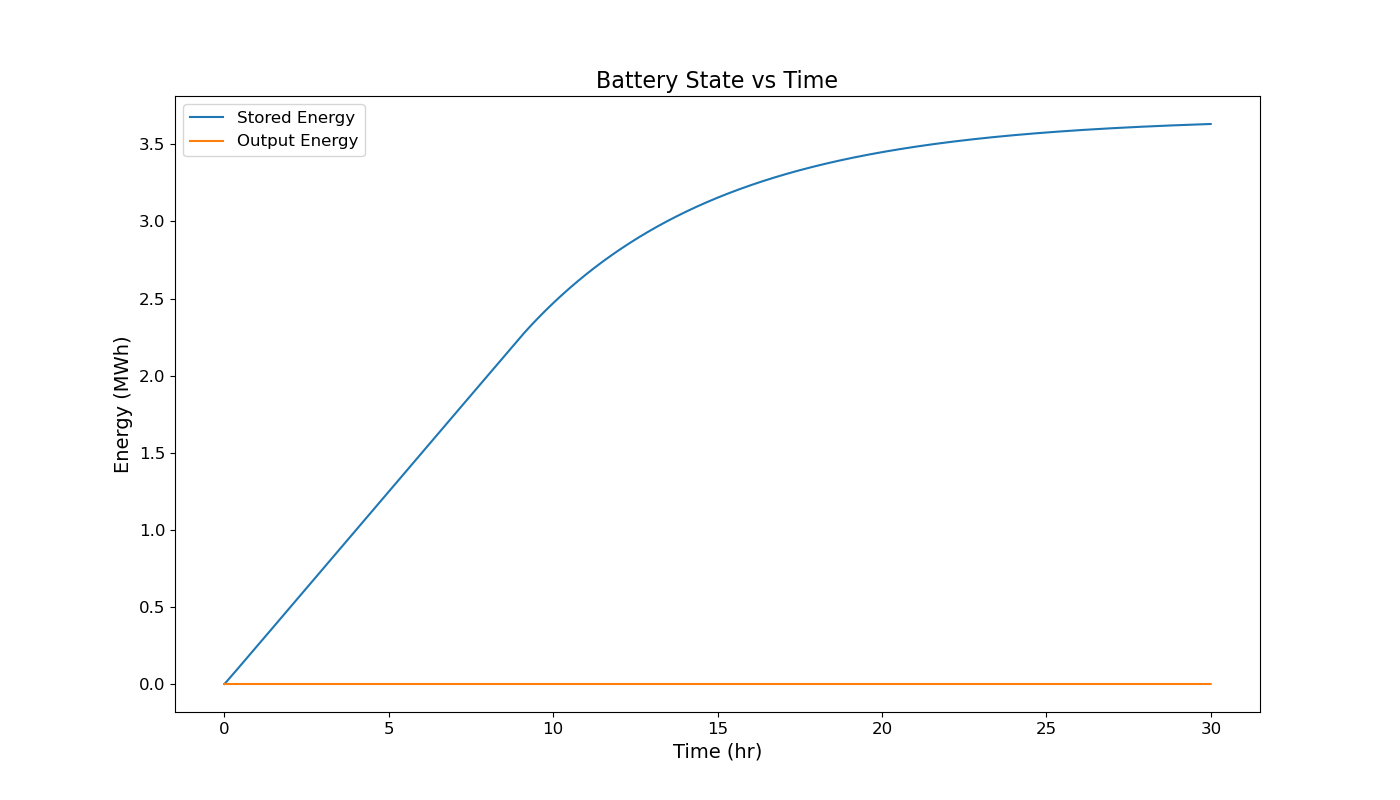 Battery State vs Time
Stored Energy
Output Energy
Energy (MWh)
3.5
3.0
2.5
2.0
1.5
1.0
0.5
0.0
0 5 10 15 20 25 30
Time (hr)